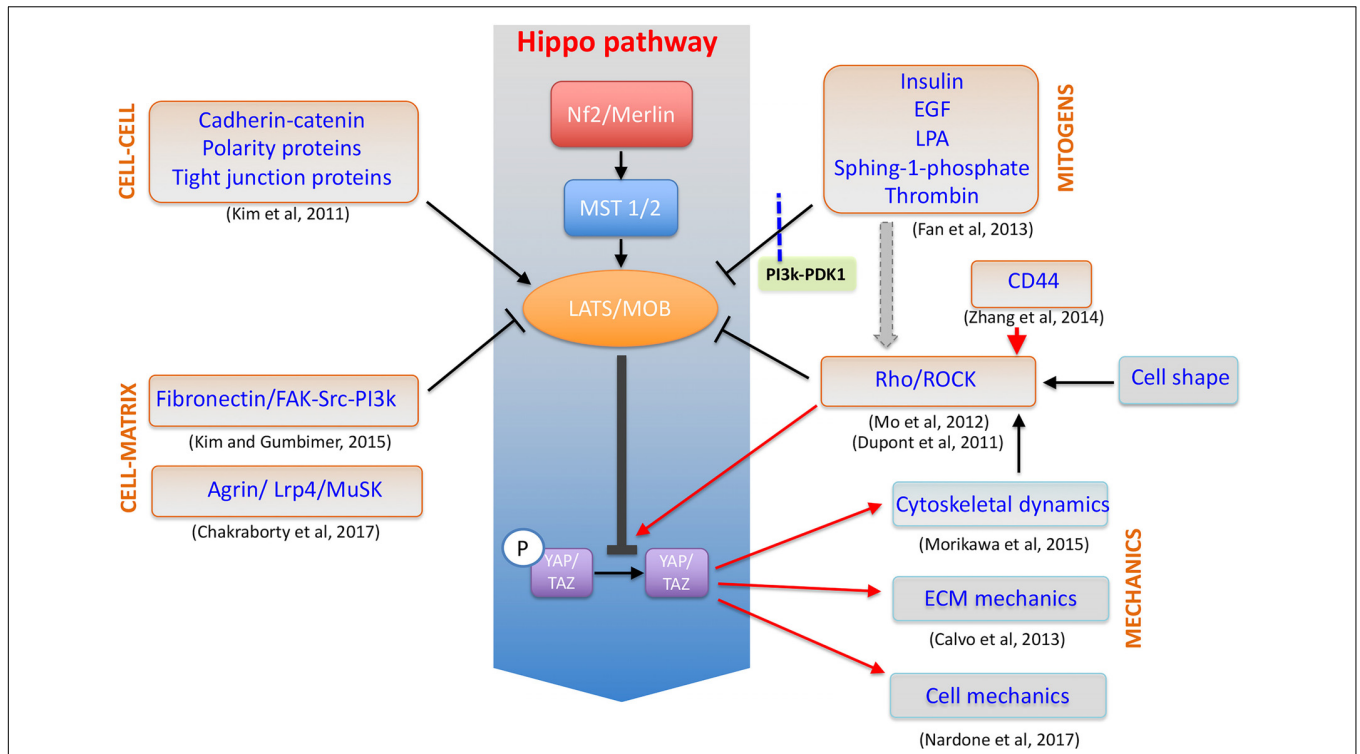 Hippo pathway
Nf2/Merlin
MST 1/2
LATS/MOB
P
YAP/
TAZ
YAP/
TAZ
CELL-CELL
Cadherin-catenin
Polarity proteins
Tight junction proteins
(Kim et al, 2011)
CELL-MATRIX
Fibronectin/FAK-Src-PI3k
(Kim and Gumbimer, 2015)
Agrin/ Lrp4/MuSK
(Chakraborty et al, 2017)
MITOGENS
Insulin
EGF
LPA
Sphing-1-phosphate
Thrombin
(Fan et al, 2013)
PI3k-PDK1
CD44
(Zhang et al, 2014)
Rho/ROCK
(Mo et al, 2012)
(Dupont et al, 2011)
Cell shape
MECHANICS
Cytoskeletal dynamics
(Morikawa et al, 2015)
ECM mechanics
(Calvo et al, 2013)
Cell mechanics
(Nardone et al, 2017)